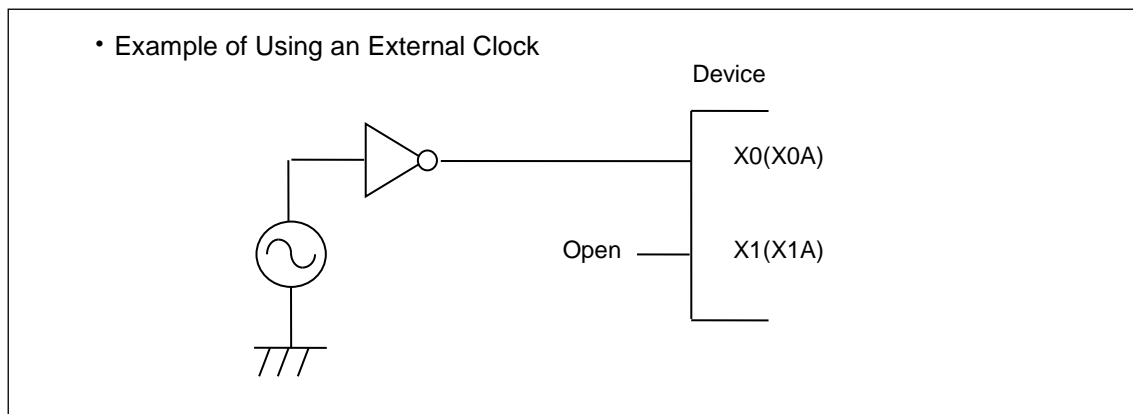 • Example of Using an External Clock
Device
X0(X0A)
Open
X1(X1A)